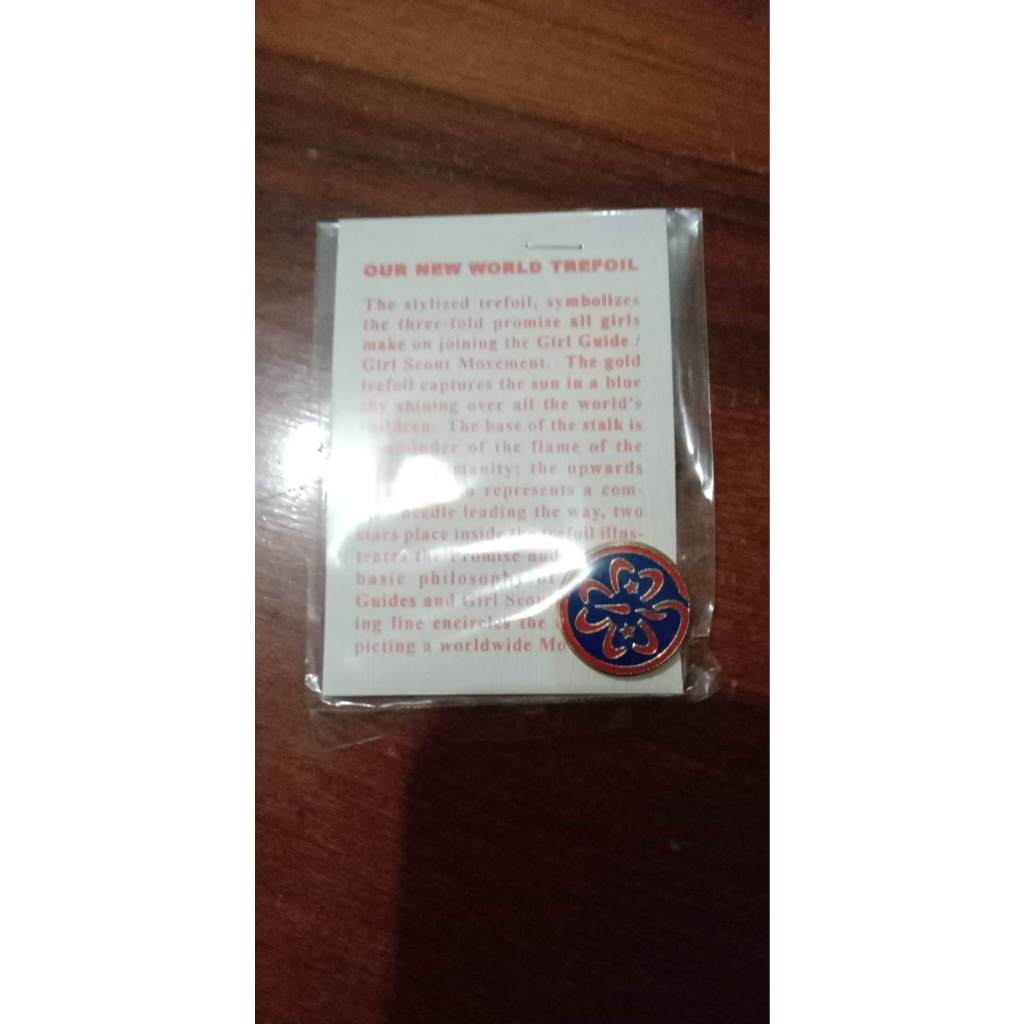 OUR NEW WORLD TREFOIL
The stylized trefoil, symbolizes
the three-fold promise all girls
make on joining the Girl Guide /
Girl Scout Movement. The gold
trefoil captures the sun in a blue
sky shining over all the world's
children. The base of the stalk is
of the flame of the
the upwards
represents a com-
needle leading the way, two
stars place inside the trefoil illus-
trates the Promise and
basic philosophy of
Guides and Girl
ing line encircles the
picting a worldwide